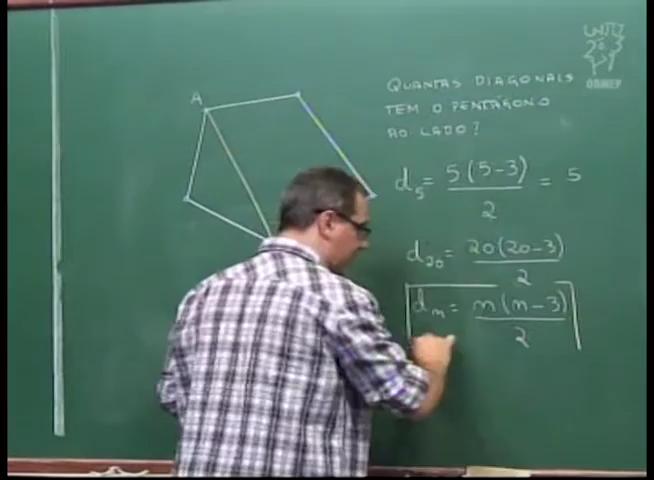 A
QUANTAS DIAGONAIS
TEM O PENTÁGONO
AO LADO?
d₅ = 5(5-3)/2 = 5
d₂₀ = 20(20-3)/2
dₙ = n(n-3)/2
OBMEP